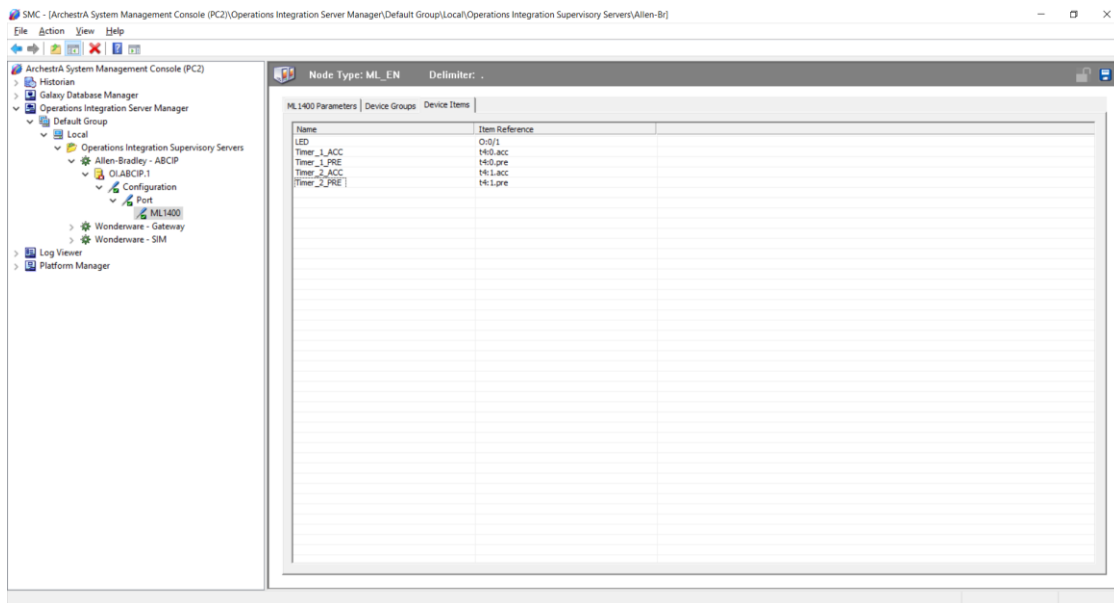 SMC - [ArchestrA System Management Console (PC2)\Operations Integration Server Manager\Default Group\Local\Operations Integration Supervisory Servers\Allen-Br]
File Action View Help
ArchestrA System Management Console (PC2)
Historian
Galaxy Database Manager
Operations Integration Server Manager
Default Group
Local
Operations Integration Supervisory Servers
Allen-Bradley - ABCIP
OI.ABCIP.1
Configuration
Port
ML1400
Wonderware - Gateway
Wonderware - SIM
Log Viewer
Platform Manager
Node Type: ML_EN Delimiter: .
ML1400 Parameters Device Groups Device Items
Name Item Reference
LED O:0/1
Timer_1_ACC t4:0.acc
Timer_1_PRE t4:0.pre
Timer_2_ACC t4:1.acc
Timer_2_PRE t4:1.pre